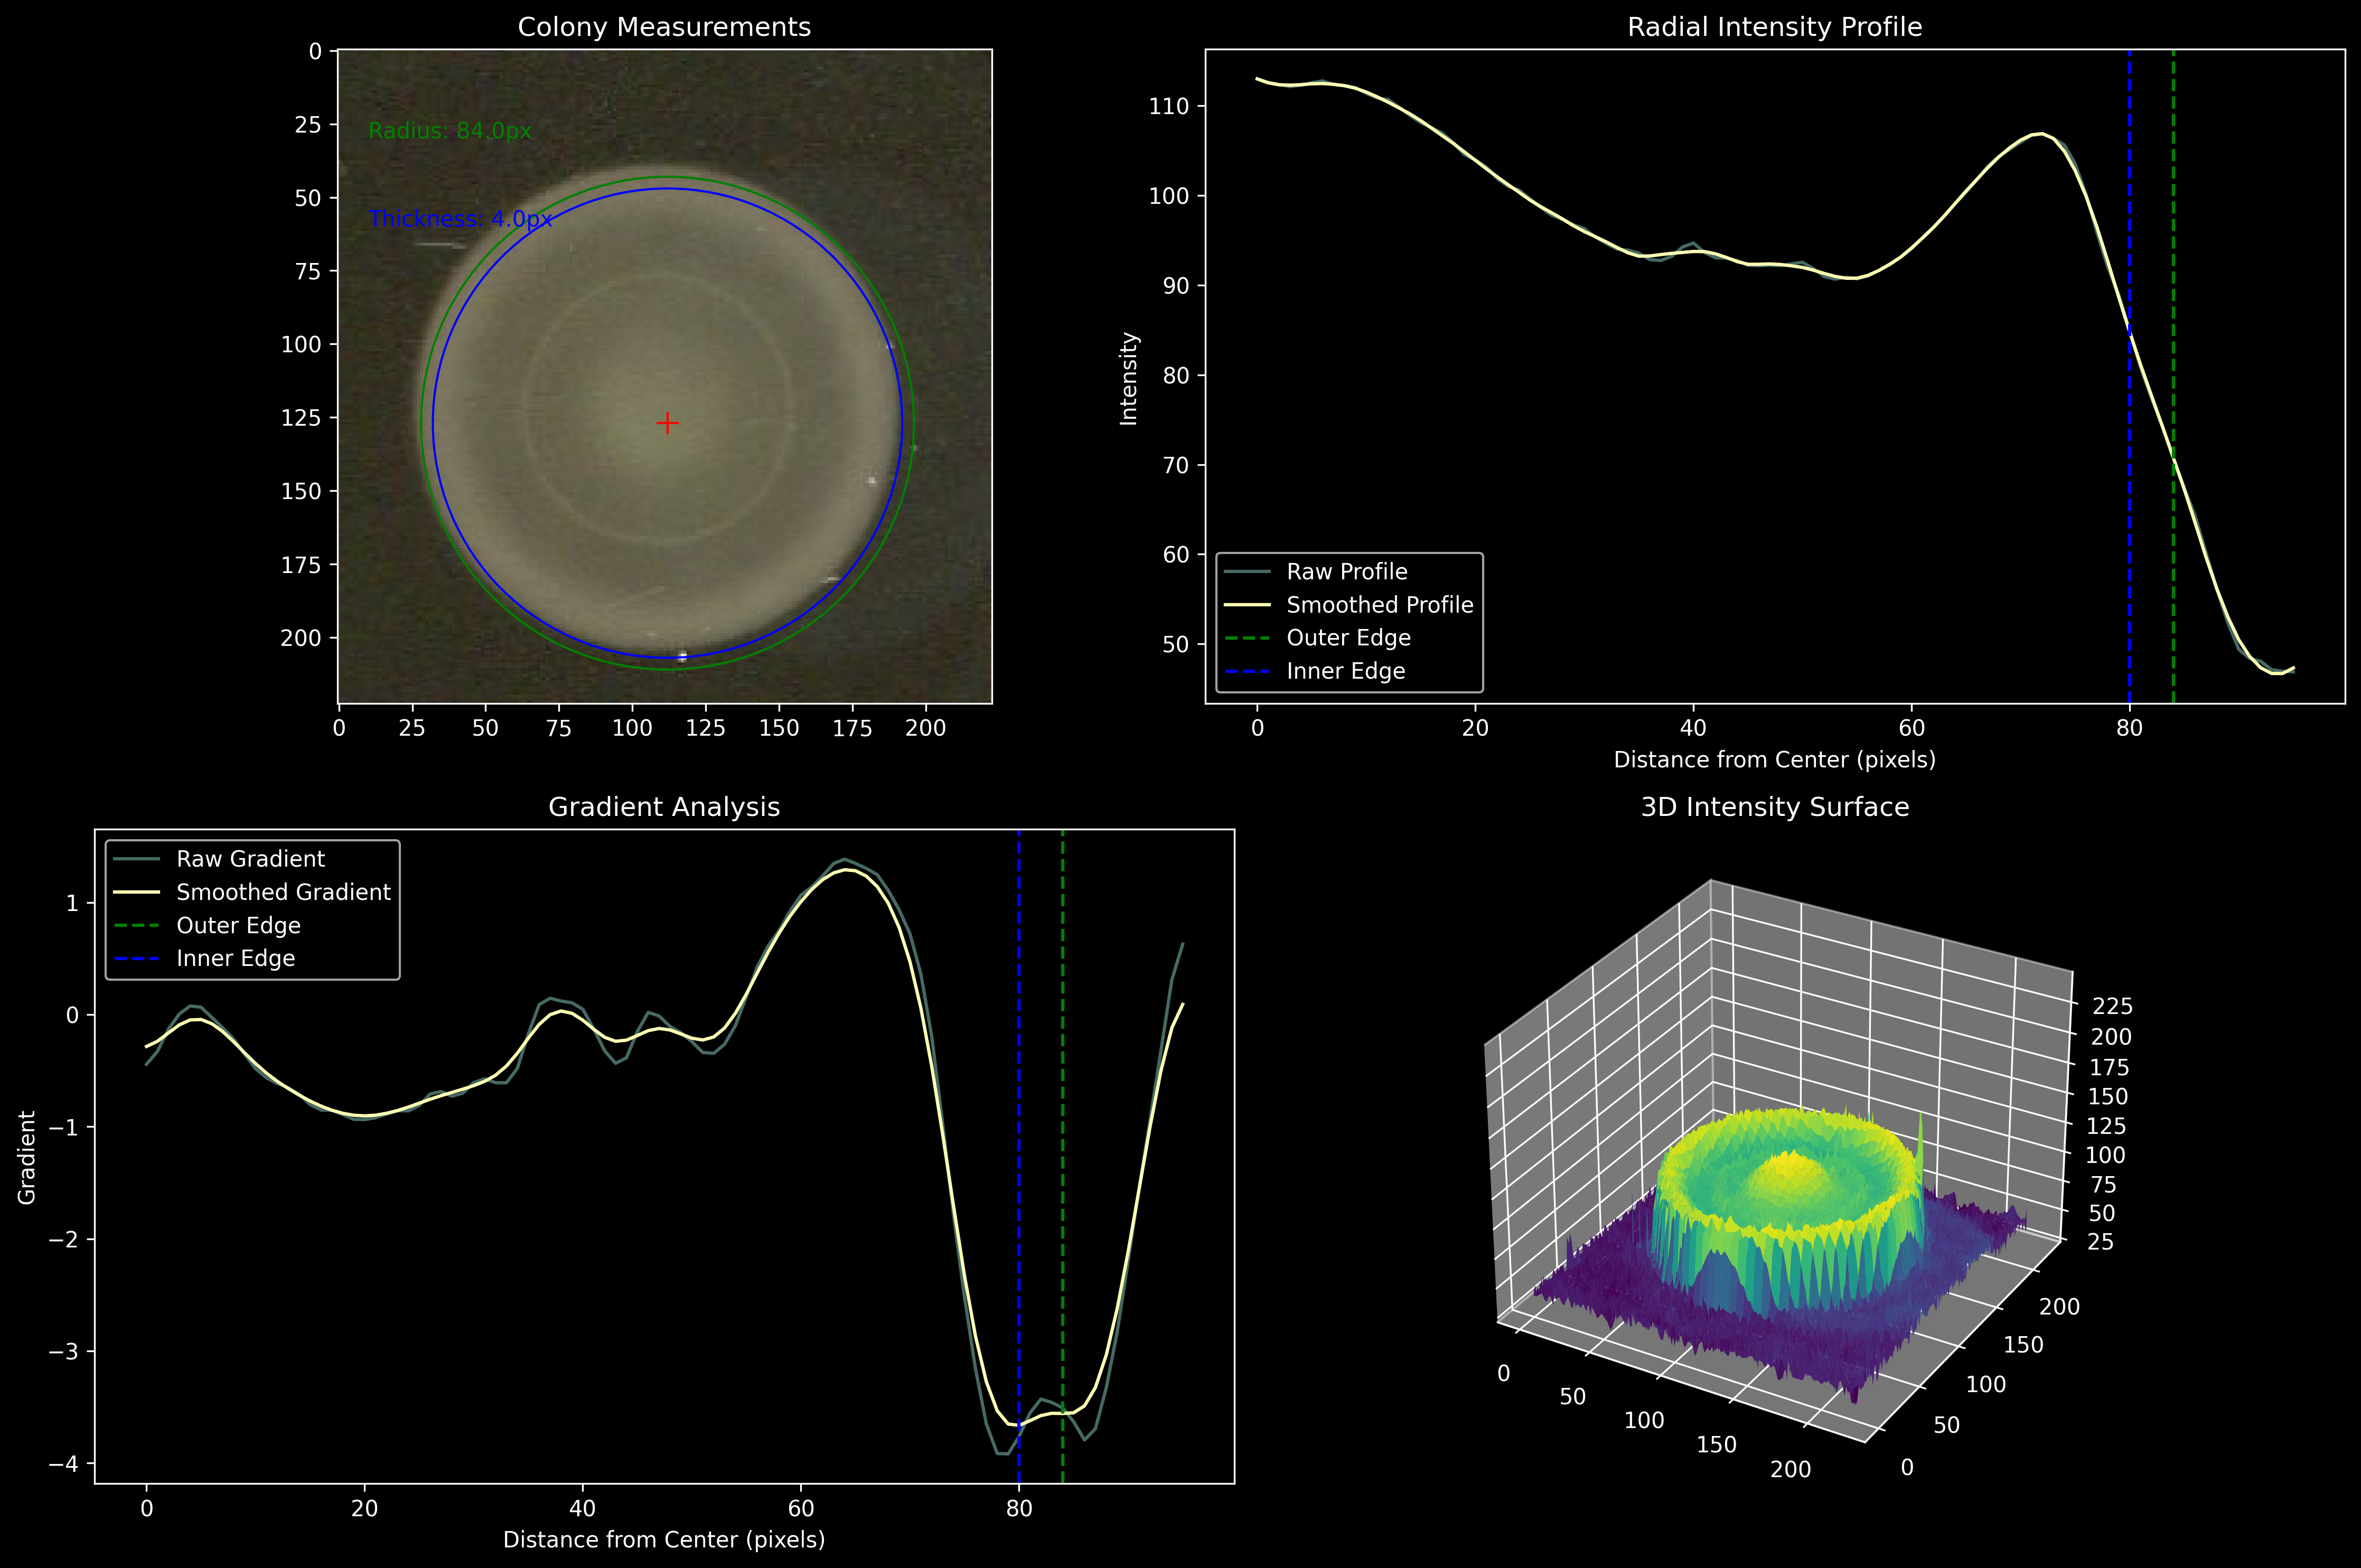 Colony Measurements
0
25
50
75
100
125
150
175
200
Radius: 84.0px
Thickness: 4.0px
0 25 50 75 100 125 150 175 200
Radial Intensity Profile
Intensity
110
100
90
80
70
60
50
Raw Profile
Smoothed Profile
Outer Edge
Inner Edge
0 20 40 60 80
Distance from Center (pixels)
Gradient Analysis
Gradient
1
0
−1
−2
−3
−4
Raw Gradient
Smoothed Gradient
Outer Edge
Inner Edge
0 20 40 60 80
Distance from Center (pixels)
3D Intensity Surface
225
200
175
150
125
100
75
50
25
0
50
100
150
200
200
150
100
50
0